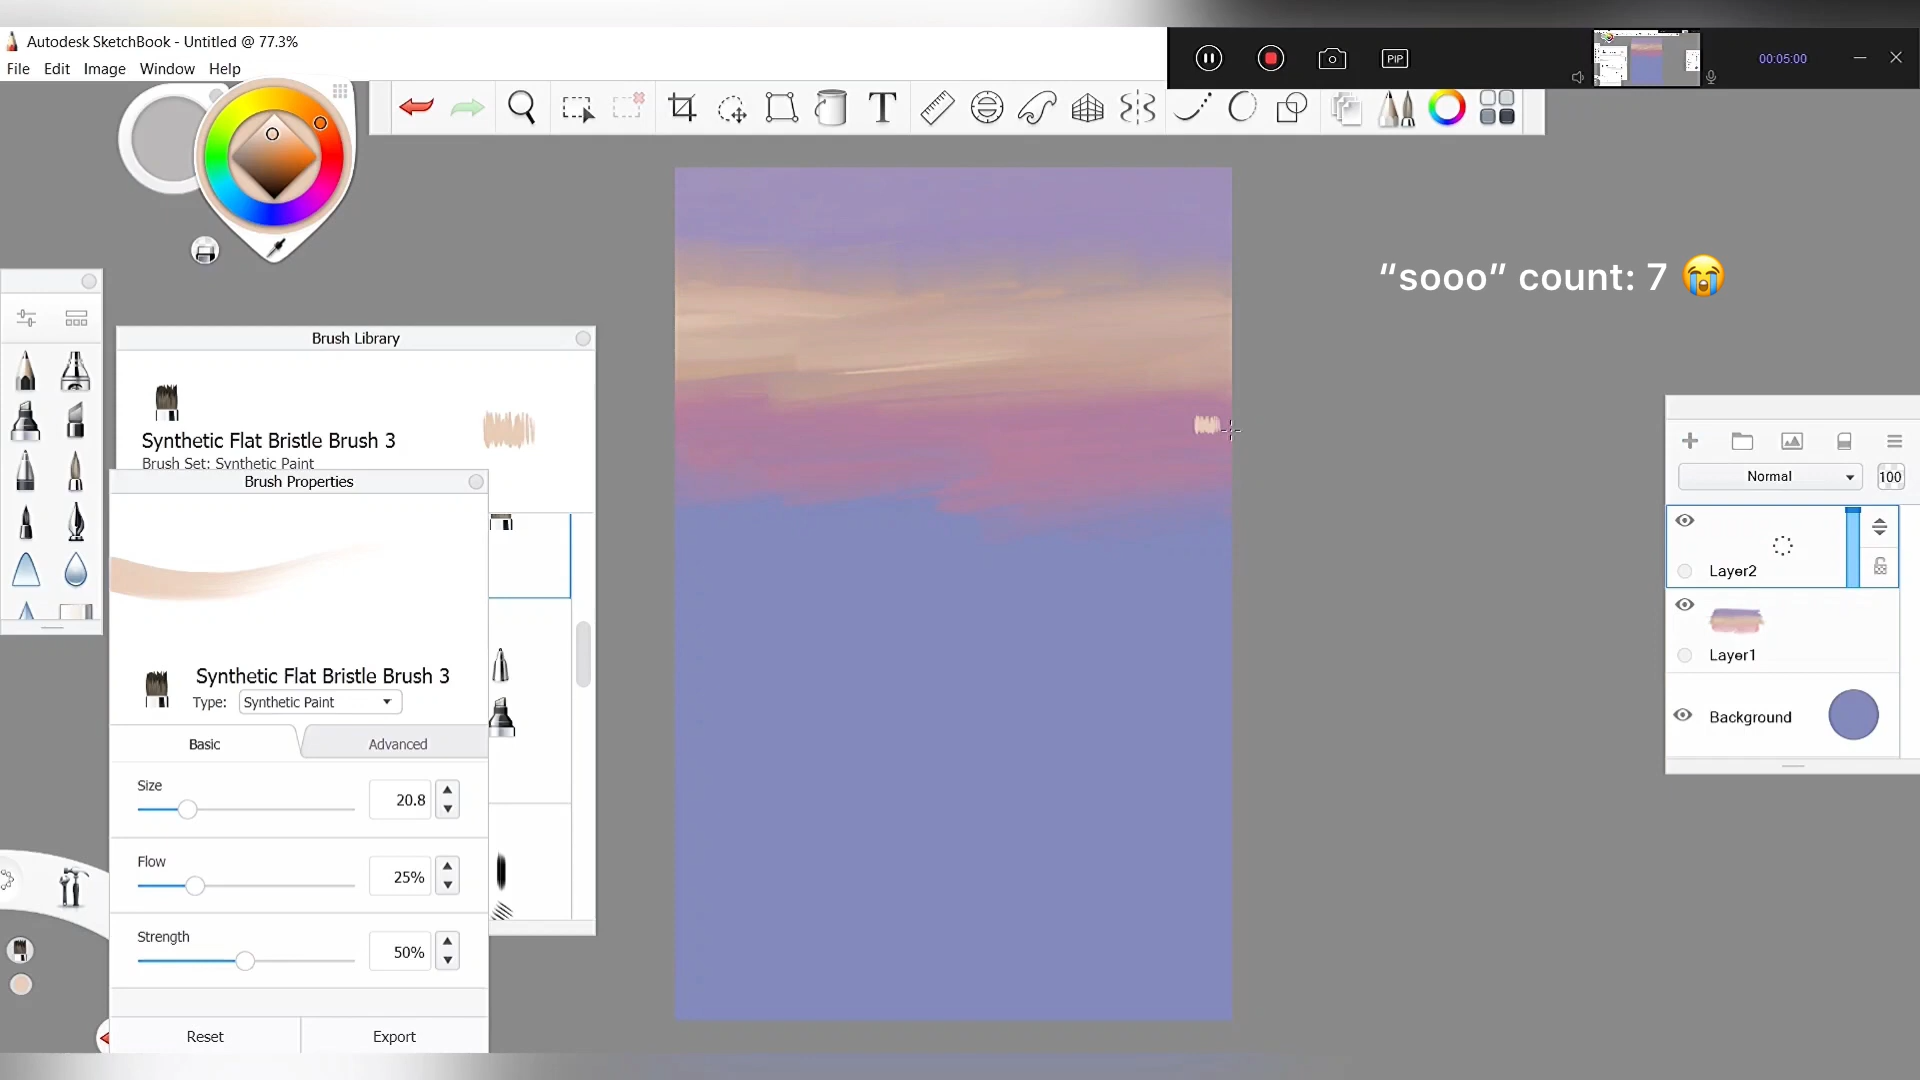 Autodesk SketchBook - Untitled @ 77.3%
File Edit Image Window Help
PIP
00:05:00
T
“sooo” count: 7 😭
Brush Library
Synthetic Flat Bristle Brush 3
Brush Set: Synthetic Paint
Brush Properties
Synthetic Flat Bristle Brush 3
Type: Synthetic Paint
Basic Advanced
Size 20.8
Flow 25%
Strength 50%
Reset Export
Normal 100
Layer2
Layer1
Background